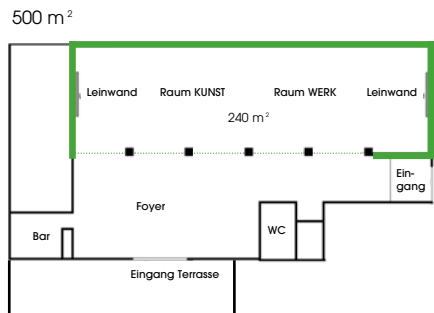 500 m²
Leinwand Raum KUNST Raum WERK Leinwand
240 m²
Ein-
gang
Foyer
Bar
WC
Eingang Terrasse